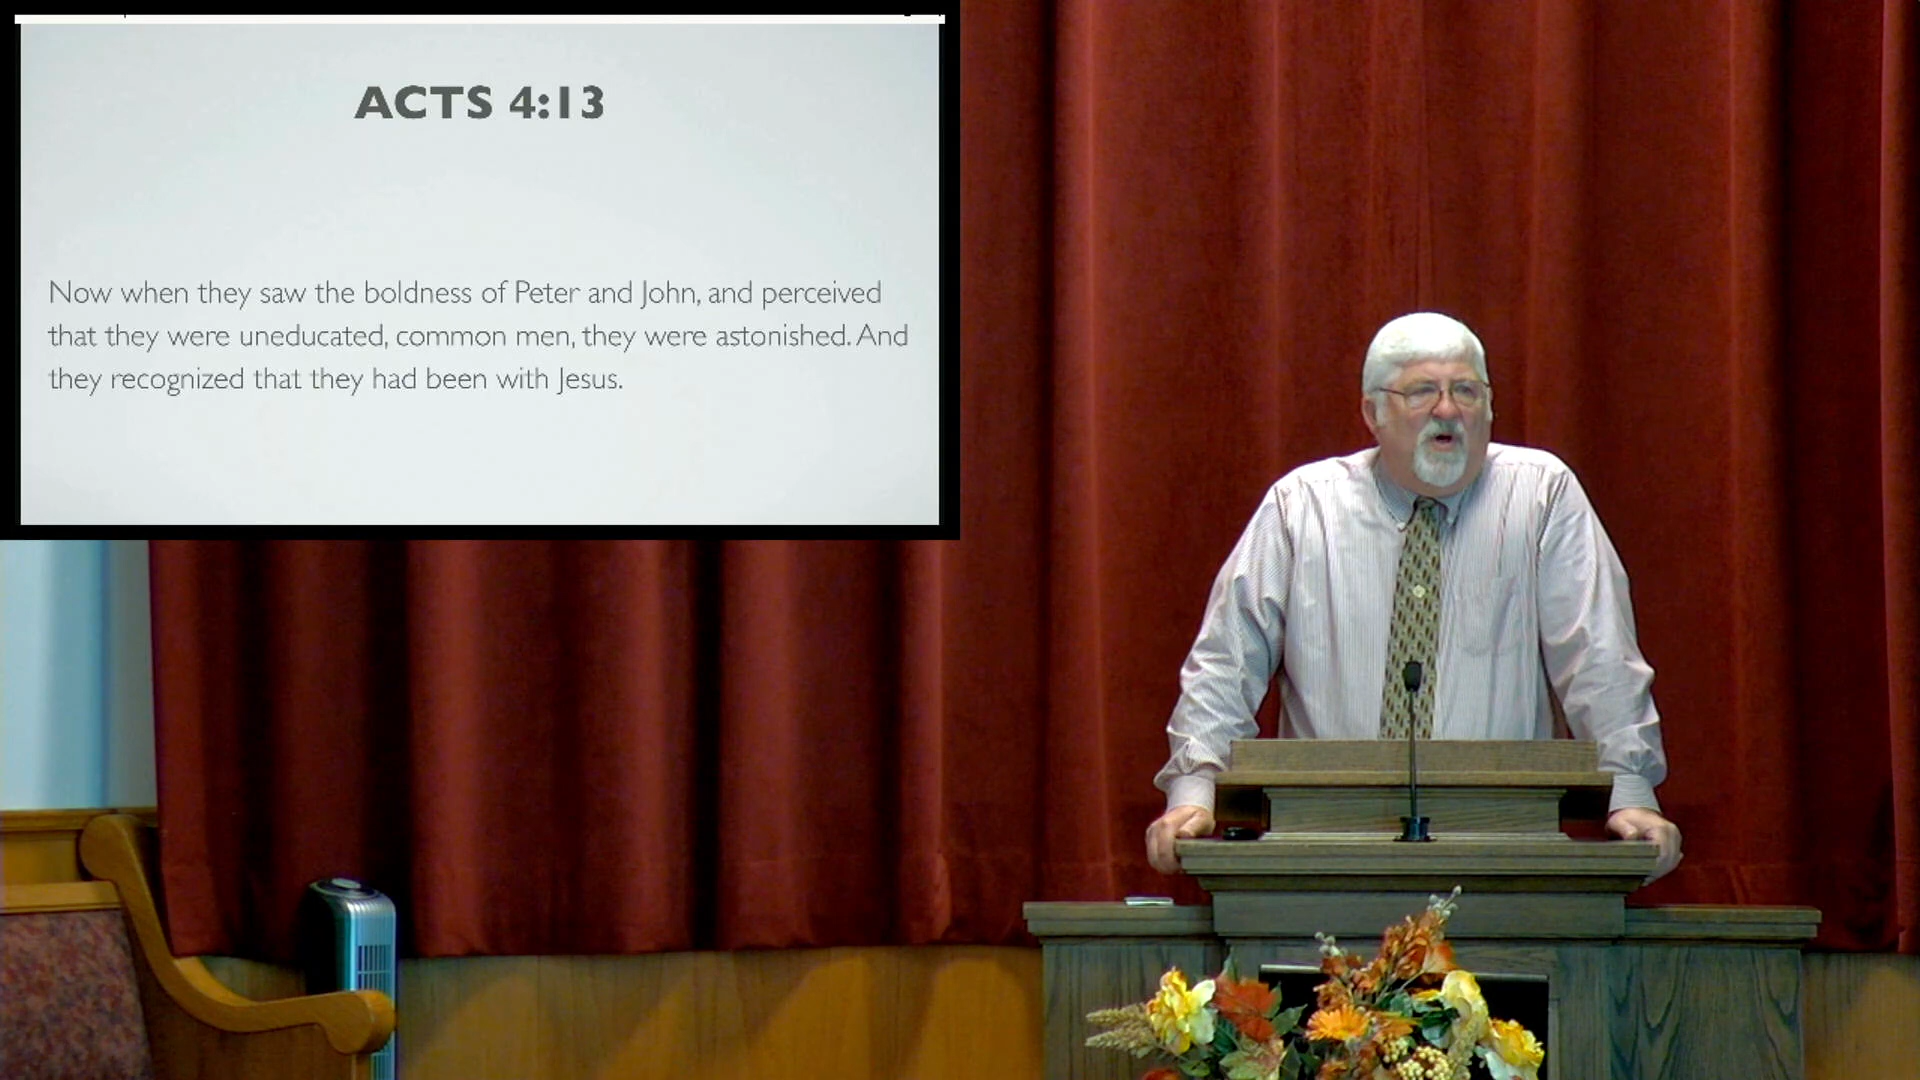 ACTS 4:13
Now when they saw the boldness of Peter and John, and perceived
that they were uneducated, common men, they were astonished. And
they recognized that they had been with Jesus.